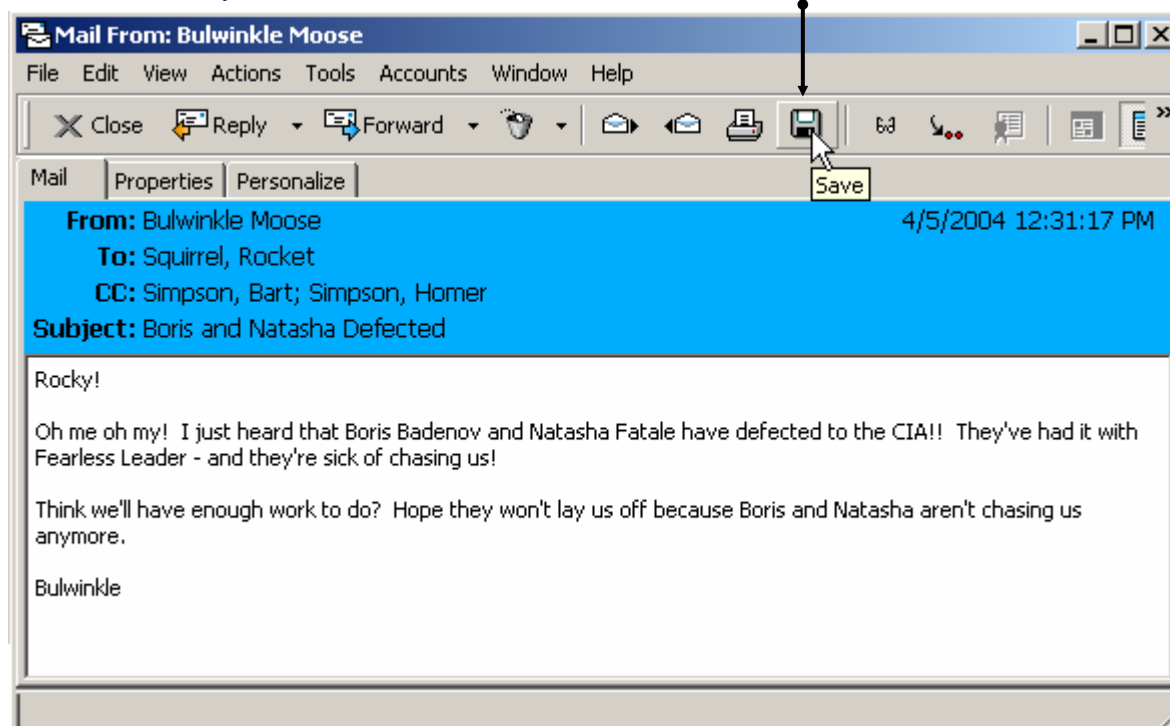 Mail From: Bulwinkle Moose
File Edit View Actions Tools Accounts Window Help
Close Reply Forward
Mail Properties Personalize
Save
From: Bulwinkle Moose 4/5/2004 12:31:17 PM
To: Squirrel, Rocket
CC: Simpson, Bart; Simpson, Homer
Subject: Boris and Natasha Defected
Rocky!
Oh me oh my! I just heard that Boris Badenov and Natasha Fatale have defected to the CIA!! They've had it with
Fearless Leader - and they're sick of chasing us!
Think we'll have enough work to do? Hope they won't lay us off because Boris and Natasha aren't chasing us
anymore.
Bulwinkle